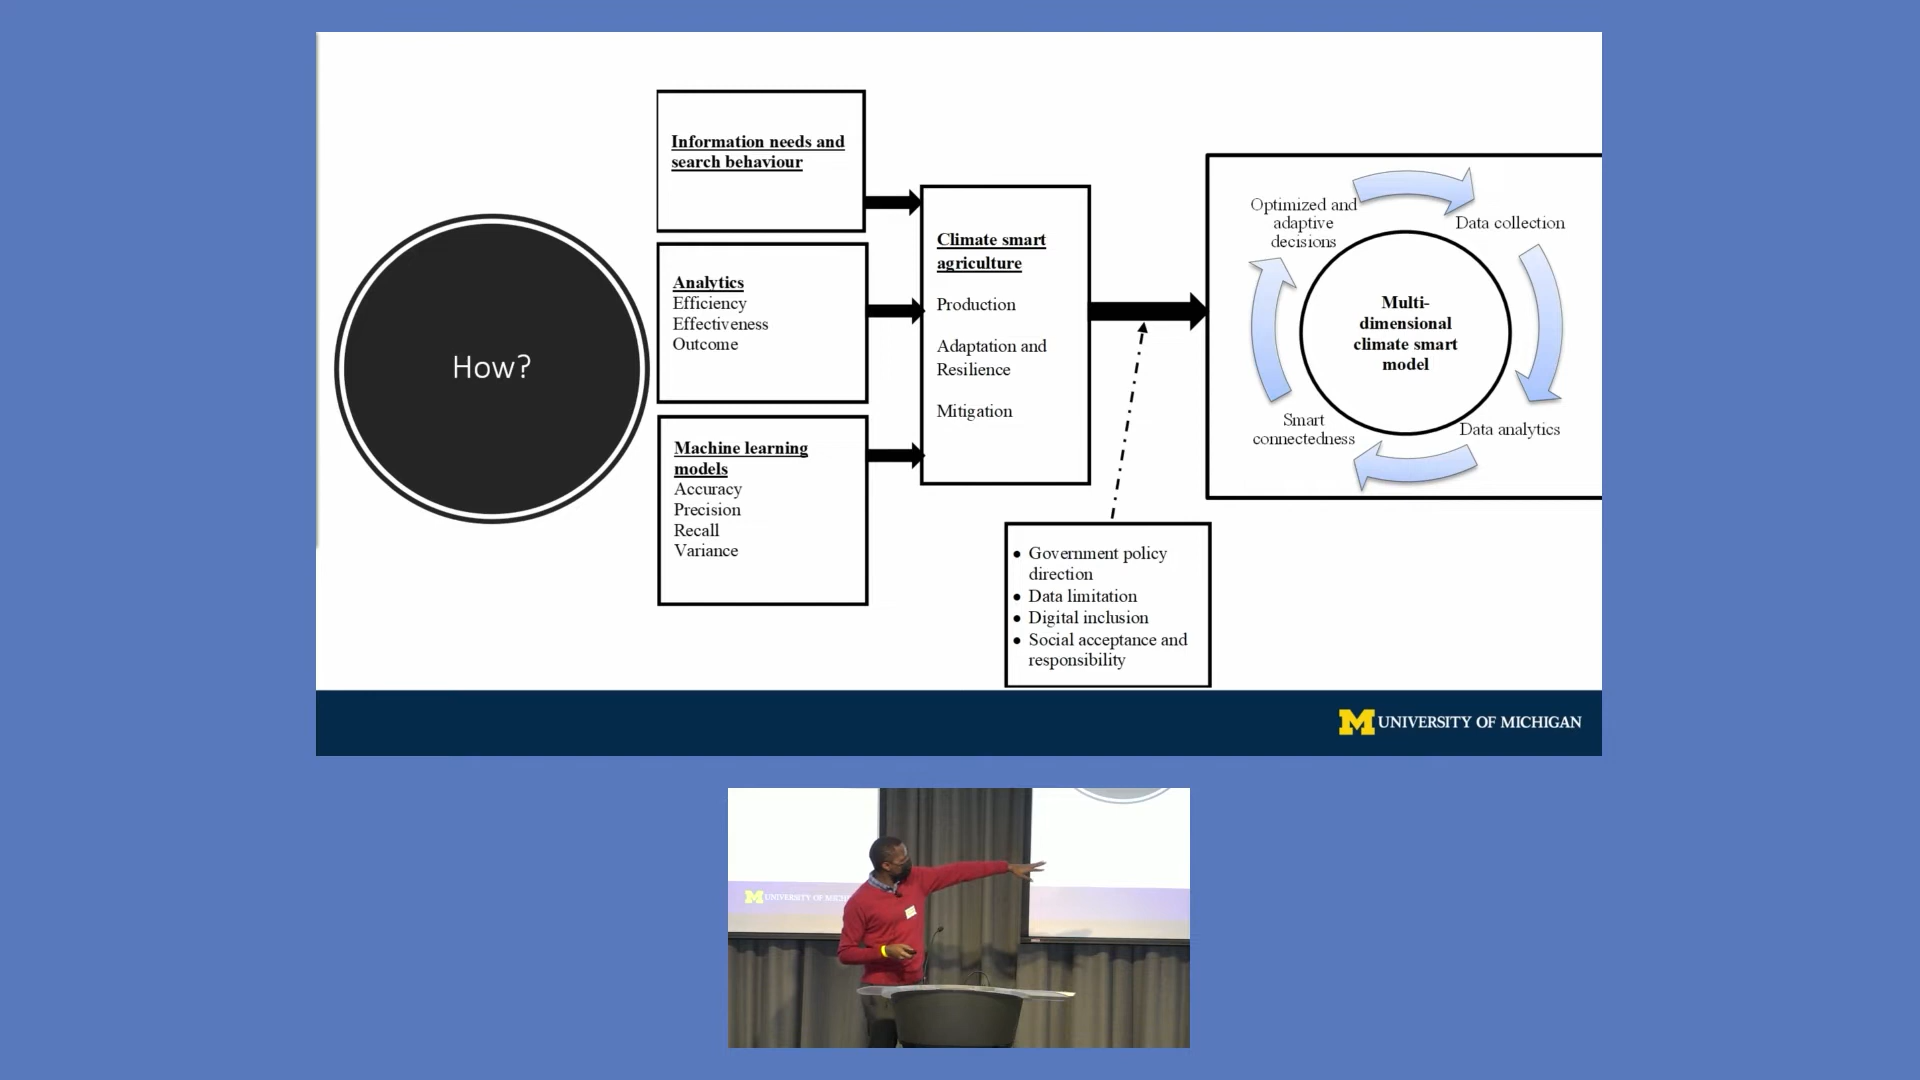 How?
Information needs and
search behaviour
Analytics
Efficiency
Effectiveness
Outcome
Machine learning
models
Accuracy
Precision
Recall
Variance
Climate smart
agriculture
Production
Adaptation and
Resilience
Mitigation
• Government policy
direction
• Data limitation
• Digital inclusion
• Social acceptance and
responsibility
Optimized and
adaptive
decisions
Data collection
Multi-
dimensional
climate smart
model
Smart
connectedness
Data analytics
M UNIVERSITY OF MICHIGAN
M UNIVERSITY OF